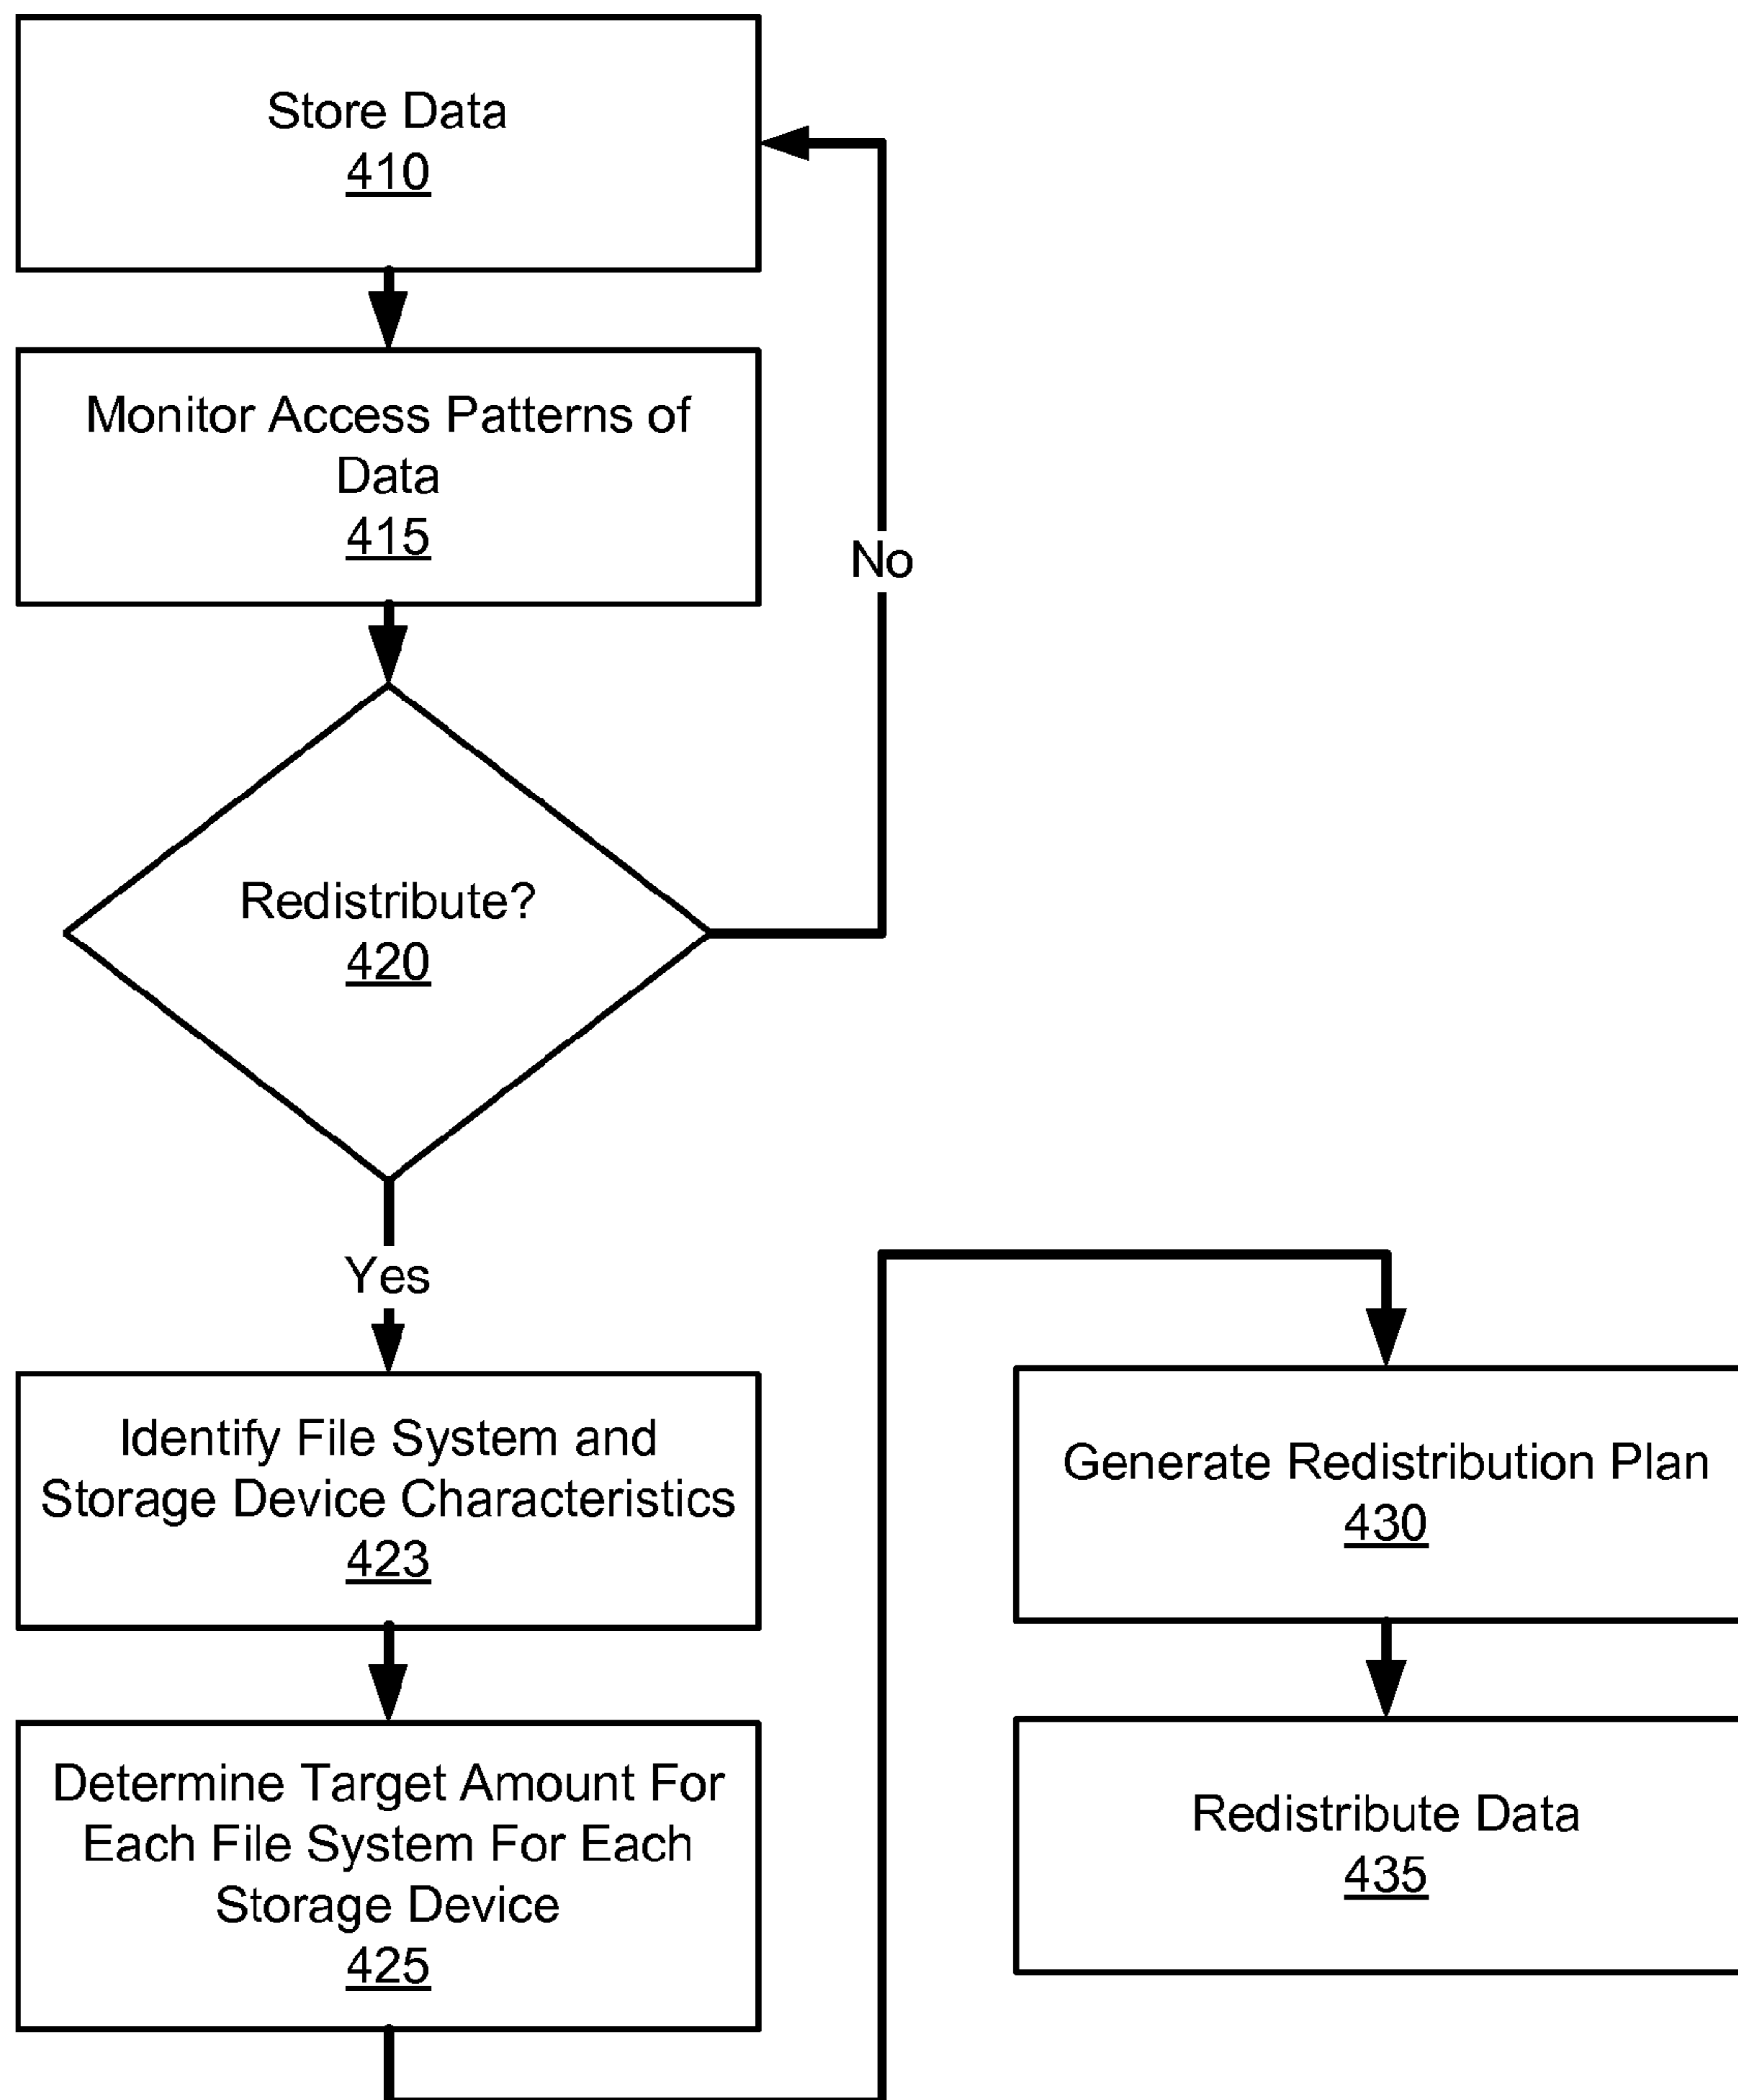 Store Data
410
Monitor Access Patterns of
Data
415
No
Redistribute?
420
Yes
Identify File System and
Storage Device Characteristics
423
Determine Target Amount For
Each File System For Each
Storage Device
425
Generate Redistribution Plan
430
Redistribute Data
435